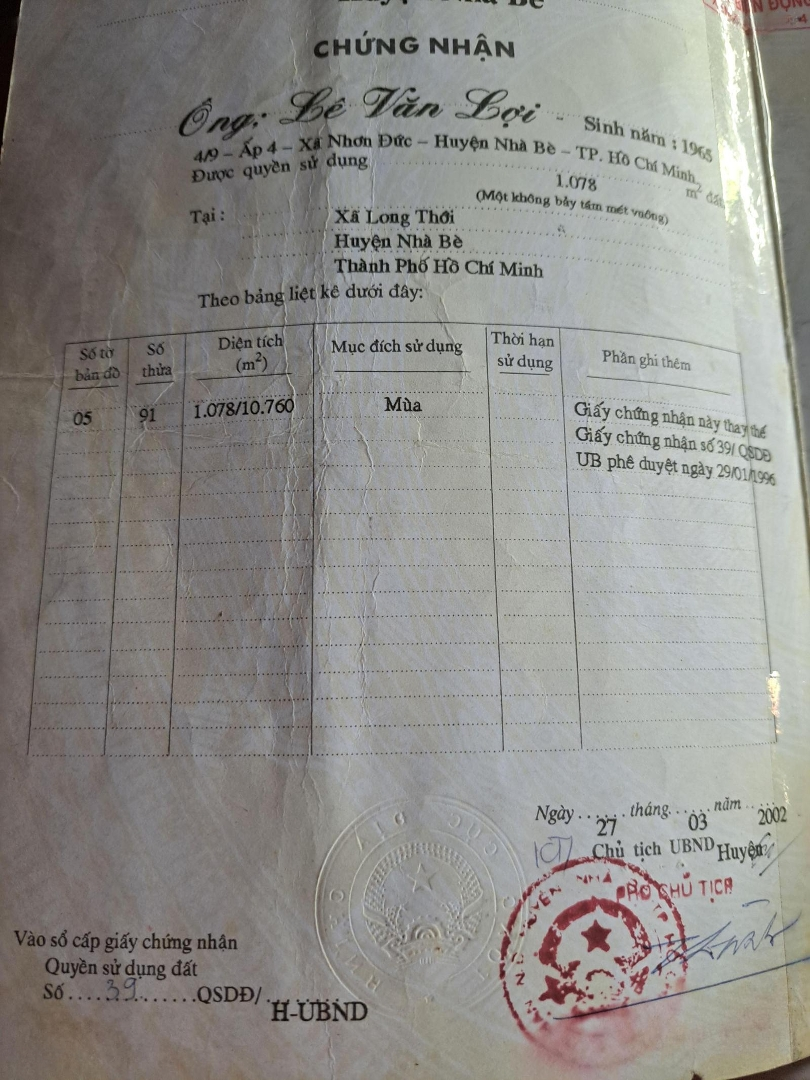 Huyện Nhà Bè
CHỨNG NHẬN
Ông: Lê Văn Lợi - Sinh năm : 1965
4/9 – Ấp 4 – Xã Nhơn Đức – Huyện Nhà Bè – TP. Hồ Chí Minh
Được quyền sử dụng 1.078 m² đất
(Một không bảy tám mét vuông)
Tại : Xã Long Thới
Huyện Nhà Bè
Thành Phố Hồ Chí Minh
Theo bảng liệt kê dưới đây:
Số tờ bản đồ Số thửa Diện tích (m²) Mục đích sử dụng Thời hạn sử dụng Phần ghi thêm
05 91 1.078/10.760 Mùa Giấy chứng nhận này thay thế
Giấy chứng nhận số 39/ QSDĐ
UB phê duyệt ngày 29/01/1996
Ngày 27 tháng 03 năm 2002
Chủ tịch UBND Huyện
PHÓ CHỦ TỊCH
Vào sổ cấp giấy chứng nhận
Quyền sử dụng đất
Số....39.......QSDĐ/ H-UBND